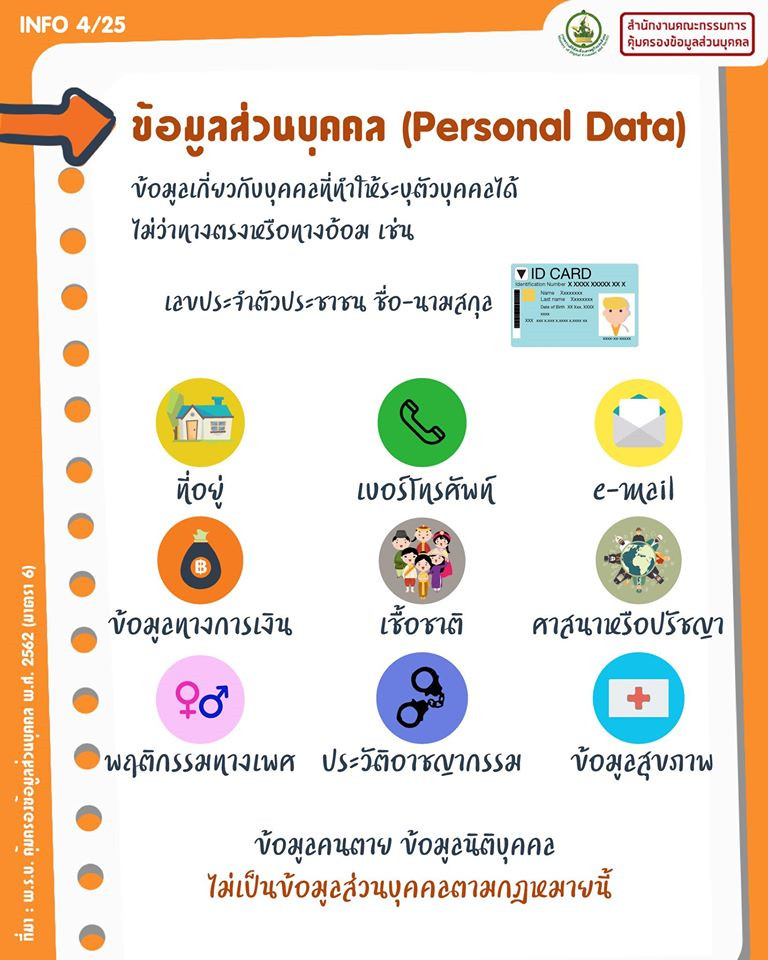 INFO 4/25
สำนักงานคณะกรรมการ
คุ้มครองข้อมูลส่วนบุคคล
ข้อมูลส่วนบุคคล (Personal Data)
ข้อมูลเกี่ยวกับบุคคลที่ทำให้ระบุตัวบุคคลได้
ไม่ว่าทางตรงหรือทางอ้อม เช่น
เลขประจำตัวประชาชน ชื่อ-นามสกุล
ID CARD
Identification Number X XXXX XXXXX XX X
Name Xxxxxxxx
Last name Xxxxxxxx
Date of Birth XX Xxx, XXXX
xxxx
xxxx-xx-xxxxx
ที่อยู่
เบอร์โทรศัพท์
e-mail
ข้อมูลทางการเงิน
เชื้อชาติ
ศาสนาหรือปรัชญา
พฤติกรรมทางเพศ
ประวัติอาชญากรรม
ข้อมูลสุขภาพ
ข้อมูลคนตาย ข้อมูลนิติบุคคล
ไม่เป็นข้อมูลส่วนบุคคลตามกฎหมายนี้
ที่มา : พ.ร.บ. คุ้มครองข้อมูลส่วนบุคคล พ.ศ. 2562 (มาตรา 6)